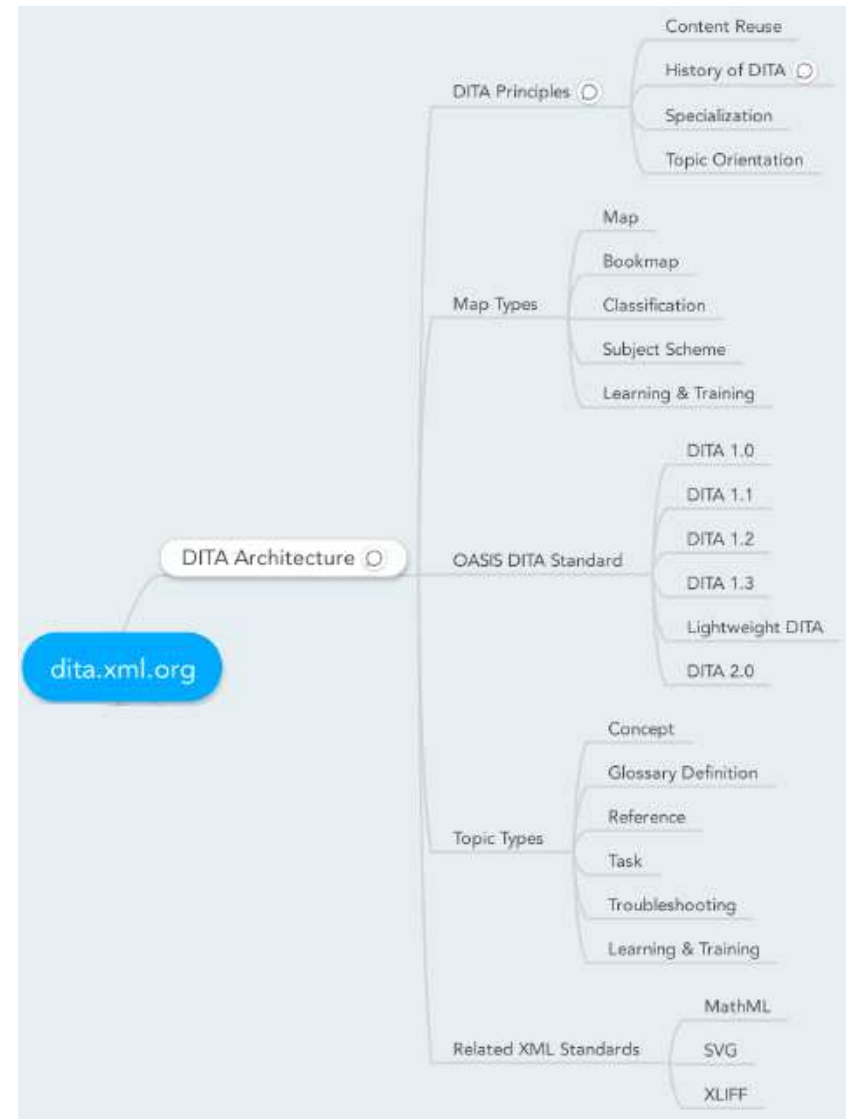 dita.xml.org
DITA Architecture
DITA Principles
Content Reuse
History of DITA
Specialization
Topic Orientation
Map Types
Map
Bookmap
Classification
Subject Scheme
Learning & Training
OASIS DITA Standard
DITA 1.0
DITA 1.1
DITA 1.2
DITA 1.3
Lightweight DITA
DITA 2.0
Topic Types
Concept
Glossary Definition
Reference
Task
Troubleshooting
Learning & Training
Related XML Standards
MathML
SVG
XLIFF